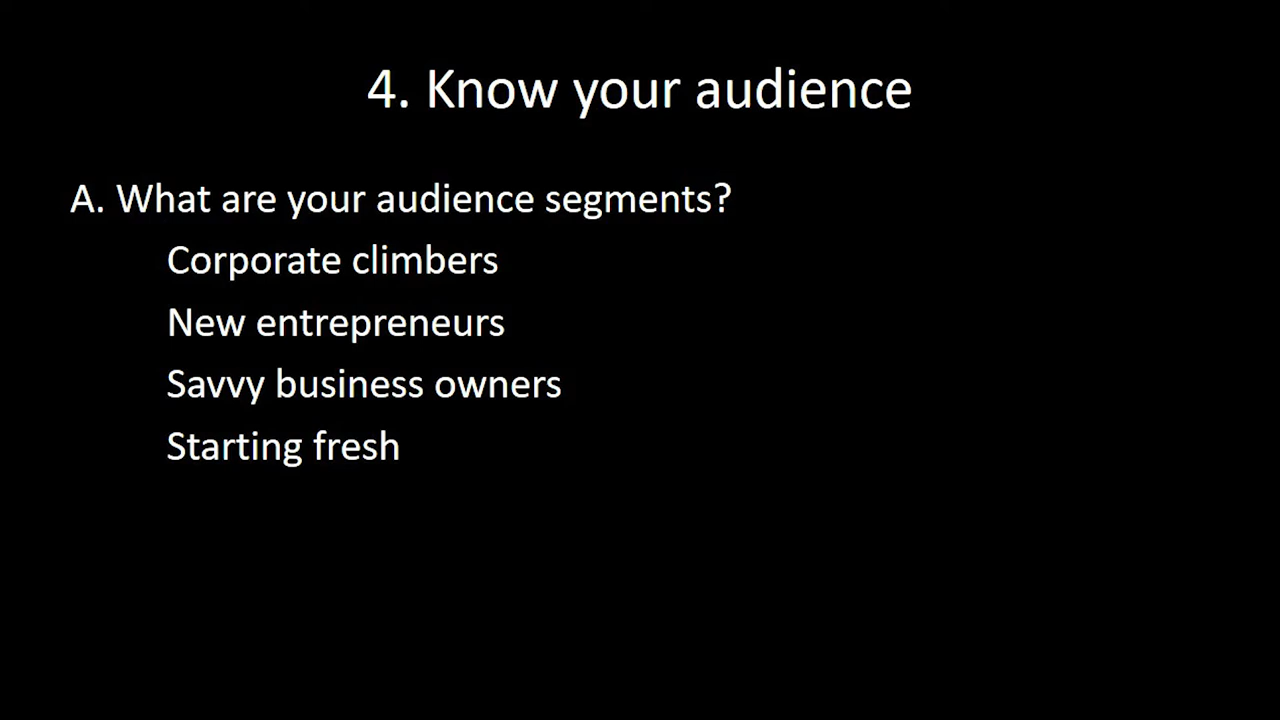 4. Know your audience
A. What are your audience segments?
Corporate climbers
New entrepreneurs
Savvy business owners
Starting fresh